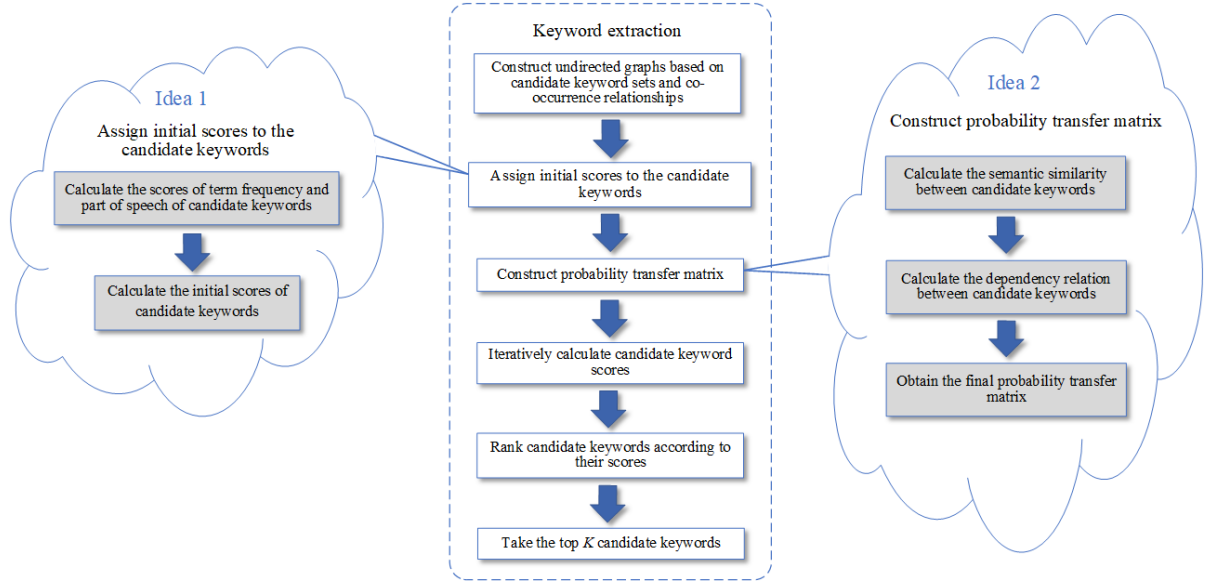 Idea 1
Assign initial scores to the
candidate keywords
Calculate the scores of term frequency and
part of speech of candidate keywords
Calculate the initial scores of
candidate keywords
Keyword extraction
Construct undirected graphs based on
candidate keyword sets and co-
occurrence relationships
Assign initial scores to the candidate
keywords
Construct probability transfer matrix
Iteratively calculate candidate keyword
scores
Rank candidate keywords according to
their scores
Take the top K candidate keywords
Idea 2
Construct probability transfer matrix
Calculate the semantic similarity
between candidate keywords
Calculate the dependency relation
between candidate keywords
Obtain the final probability transfer
matrix